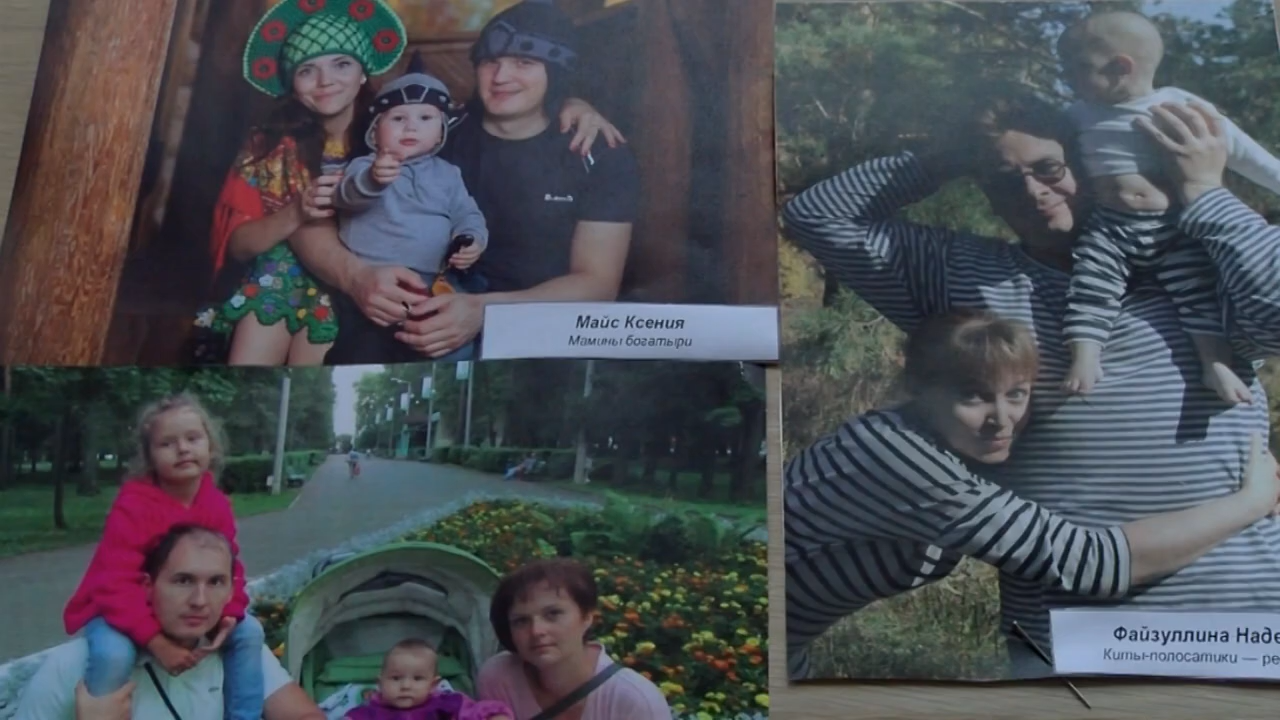 Майс Ксения
Мамины богатыри
Файзуллина Наде
Киты-полосатики — ре